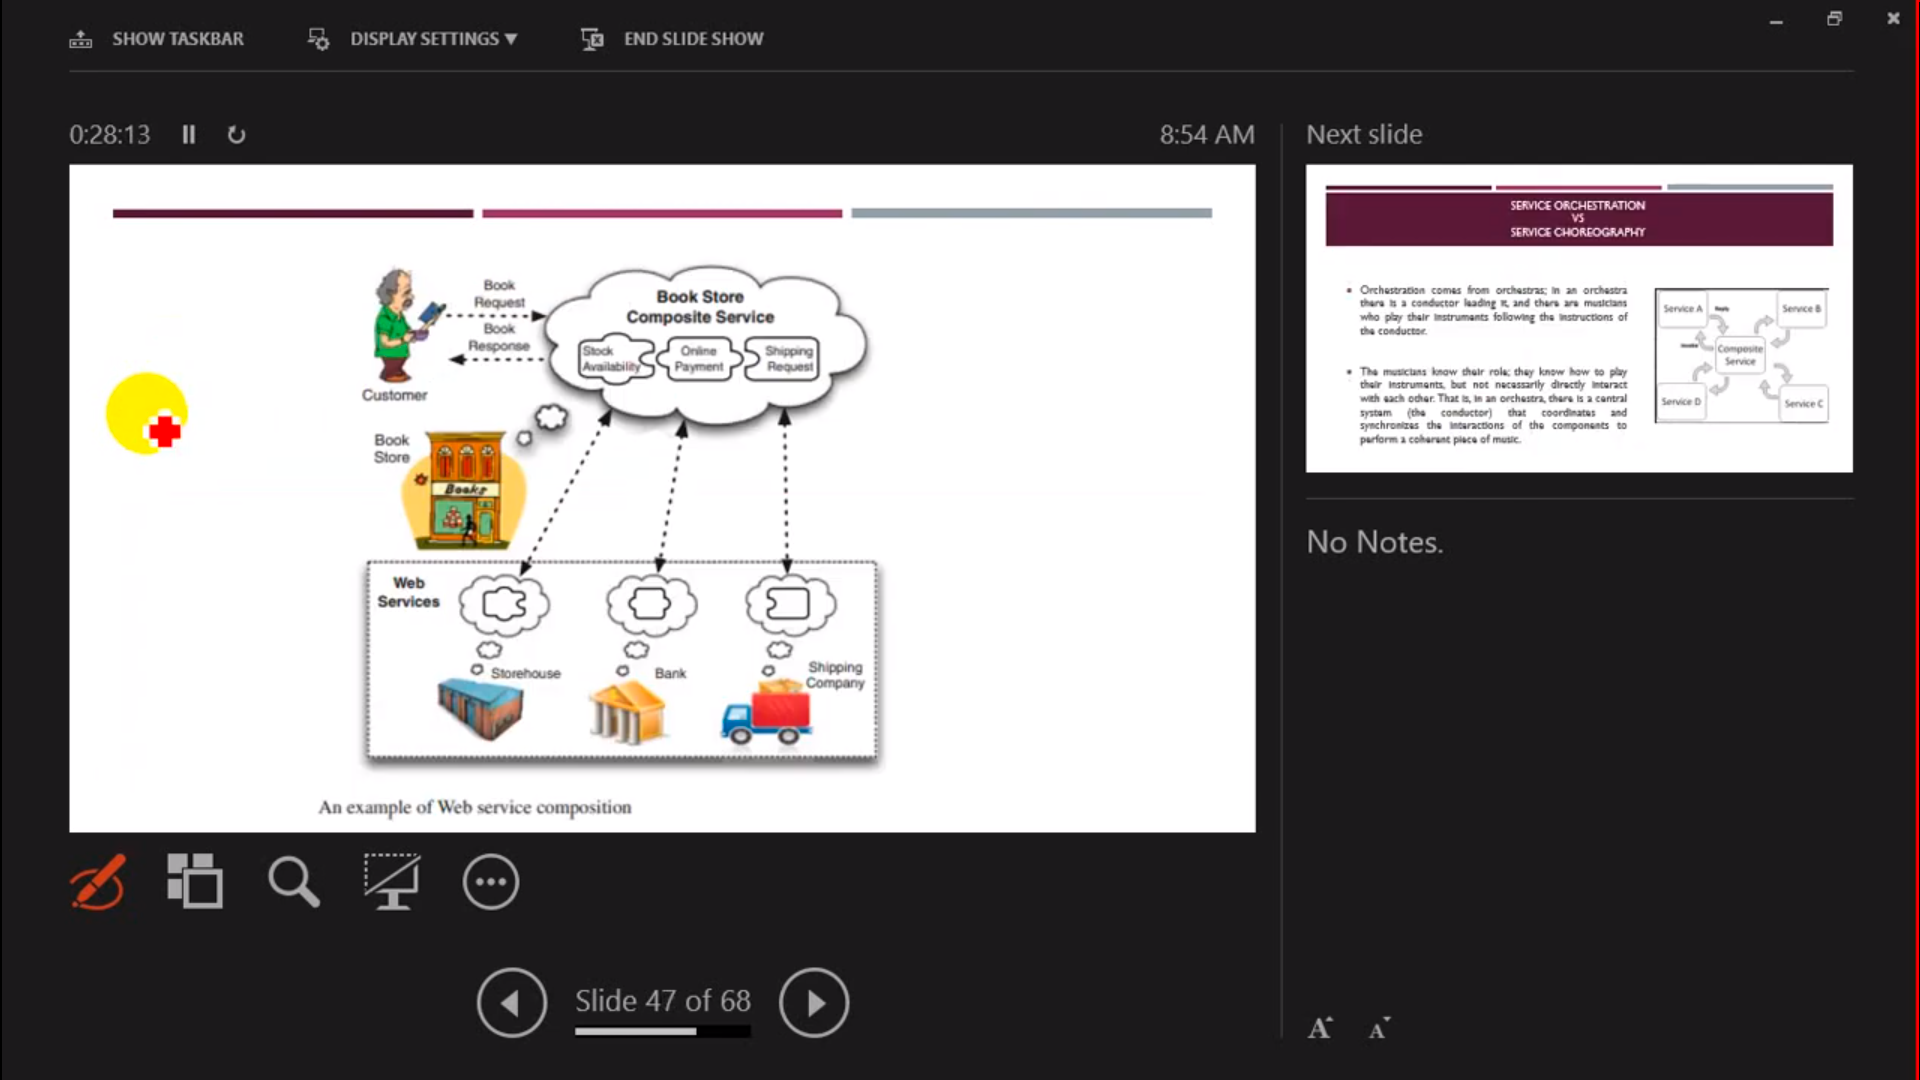 SHOW TASKBAR
DISPLAY SETTINGS ▼
END SLIDE SHOW
0:28:13
8:54 AM
Book
Request
Book
Response
Customer
Book Store
Composite Service
Stock
Availability
Online
Payment
Shipping
Request
Book
Store
Books
Web
Services
Storehouse
Bank
Shipping
Company
An example of Web service composition
Slide 47 of 68
Next slide
SERVICE ORCHESTRATION
VS
SERVICE CHOREOGRAPHY
Orchestration comes from orchestras; in an orchestra
there is a conductor leading it, and there are musicians
who play their instruments following the instructions of
the conductor.
The musicians know their role; they know how to play
their instruments, but not necessarily directly interact
with each other. That is, in an orchestra, there is a central
system (the conductor) that coordinates and
synchronizes the interactions of the components to
perform a coherent piece of music.
Service A
Service B
Composite
Service
Service D
Service C
No Notes.
A A